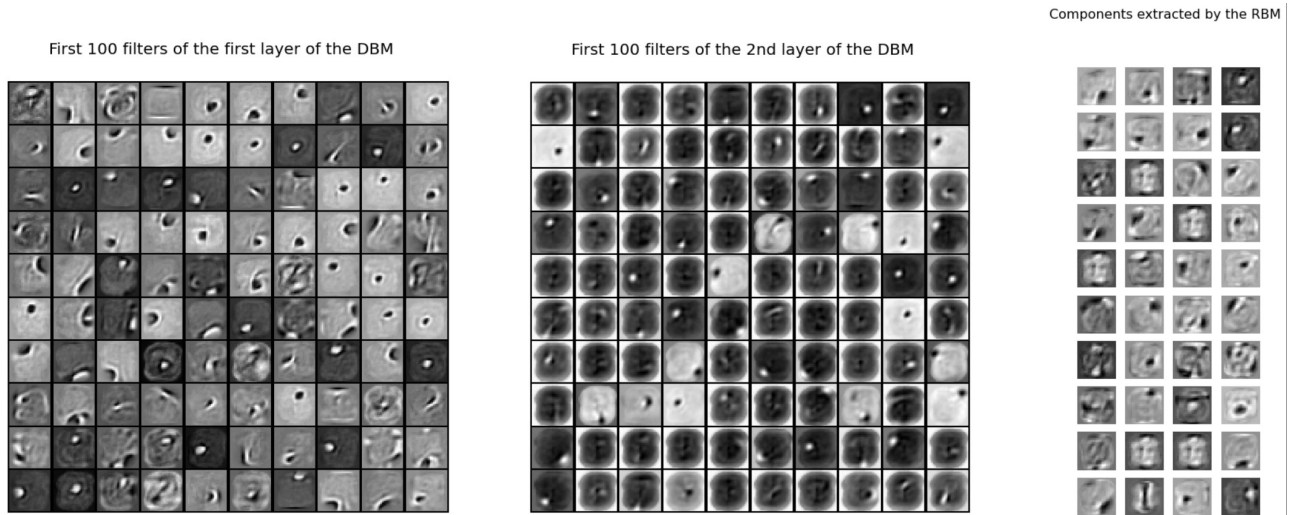 Components extracted by the RBM
First 100 filters of the first layer of the DBM
First 100 filters of the 2nd layer of the DBM